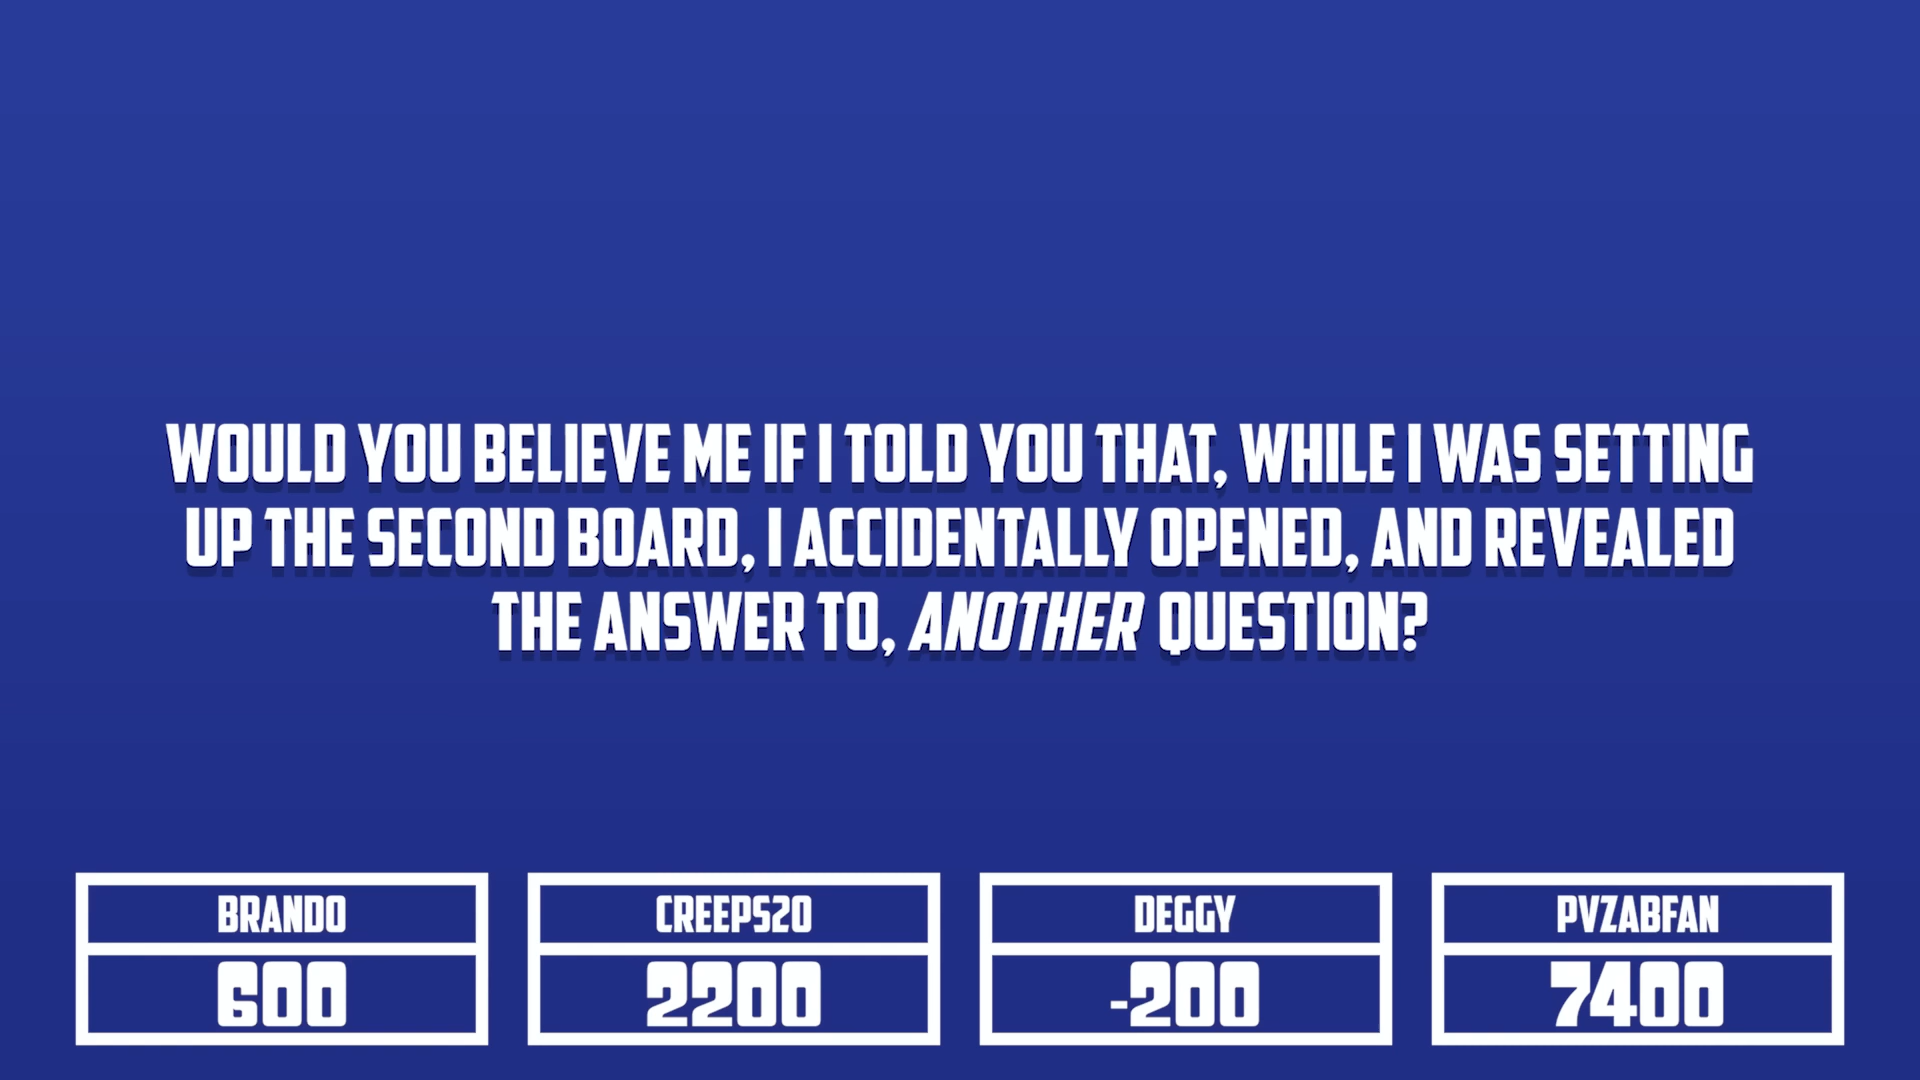 WOULD YOU BELIEVE ME IF I TOLD YOU THAT, WHILE I WAS SETTING
UP THE SECOND BOARD, I ACCIDENTALLY OPENED, AND REVEALED
THE ANSWER TO, ANOTHER QUESTION?
BRANDO
600
CREEPS20
2200
DEGGY
-200
PVZABFAN
7400